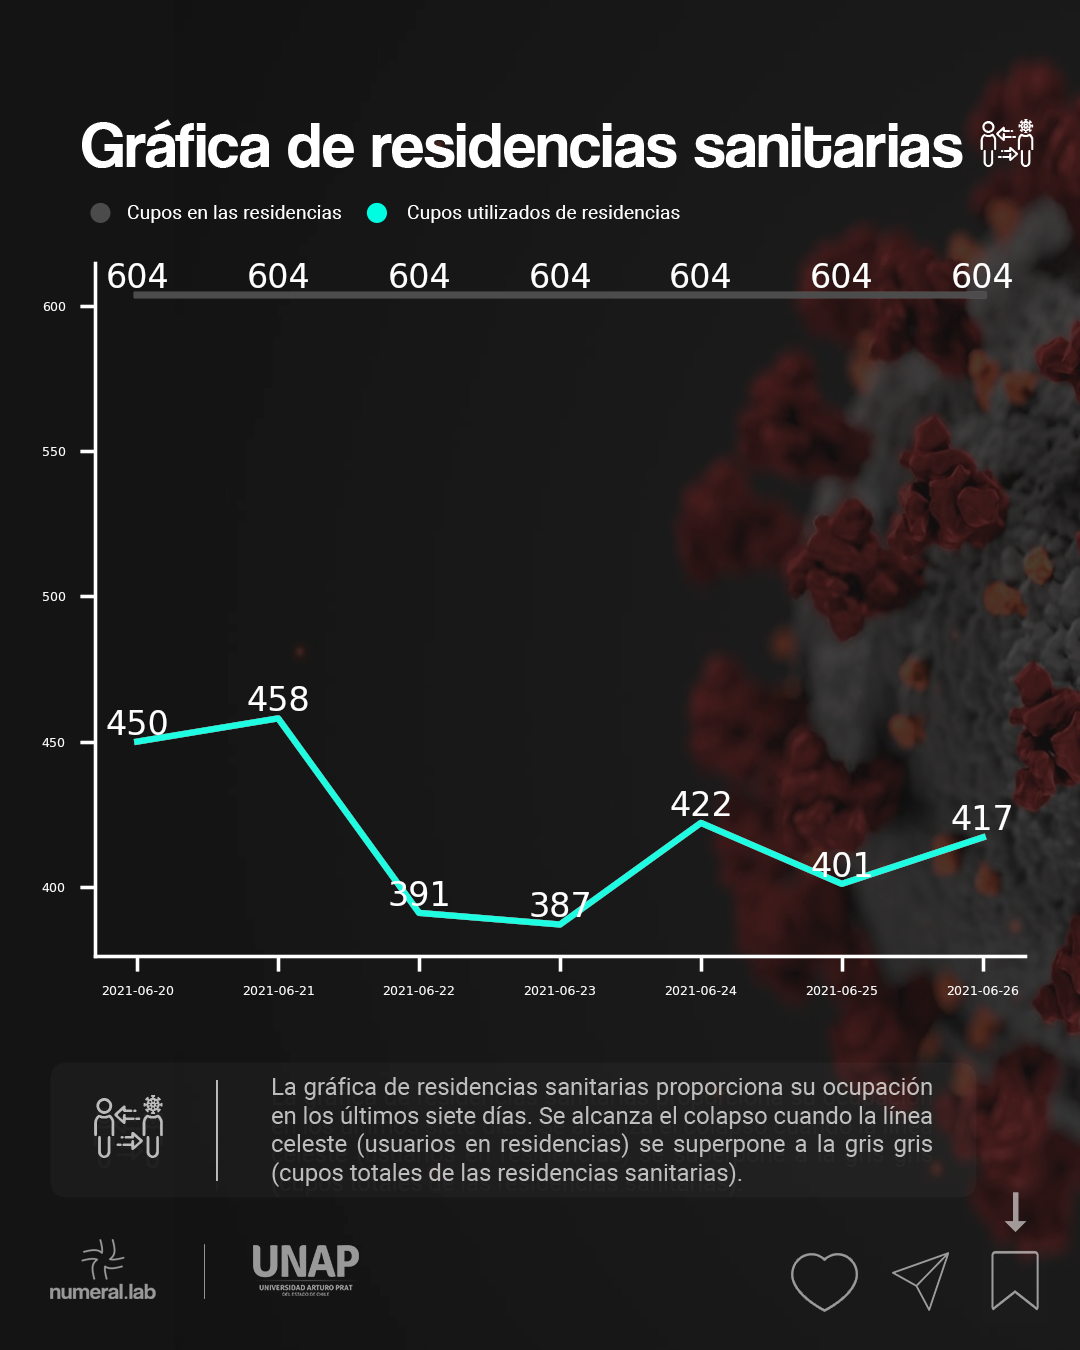 Gráfica de residencias sanitarias
Cupos en las residencias
Cupos utilizados de residencias
604 604 604 604 604 604 604
600
550
500
450
400
450 458 391 387 422 401 417
2021-06-20 2021-06-21 2021-06-22 2021-06-23 2021-06-24 2021-06-25 2021-06-26
La gráfica de residencias sanitarias proporciona su ocupación
en los últimos siete días. Se alcanza el colapso cuando la línea
celeste (usuarios en residencias) se superpone a la gris gris
(cupos totales de las residencias sanitarias).
numeral.lab
UNAP
UNIVERSIDAD ARTURO PRAT
DEL ESTADO DE CHILE